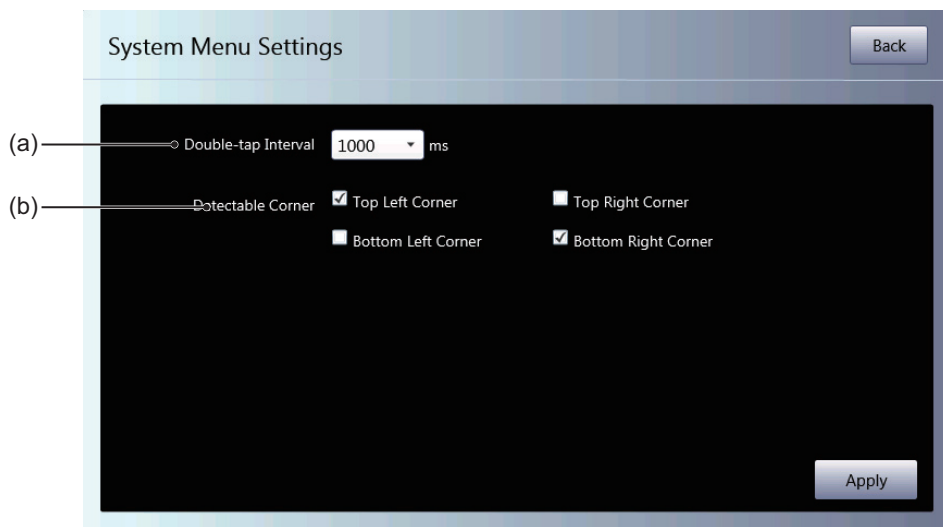 System Menu Settings Back
(a) Double-tap Interval 1000 ms
(b) Detectable Corner Top Left Corner Top Right Corner
Bottom Left Corner Bottom Right Corner
Apply